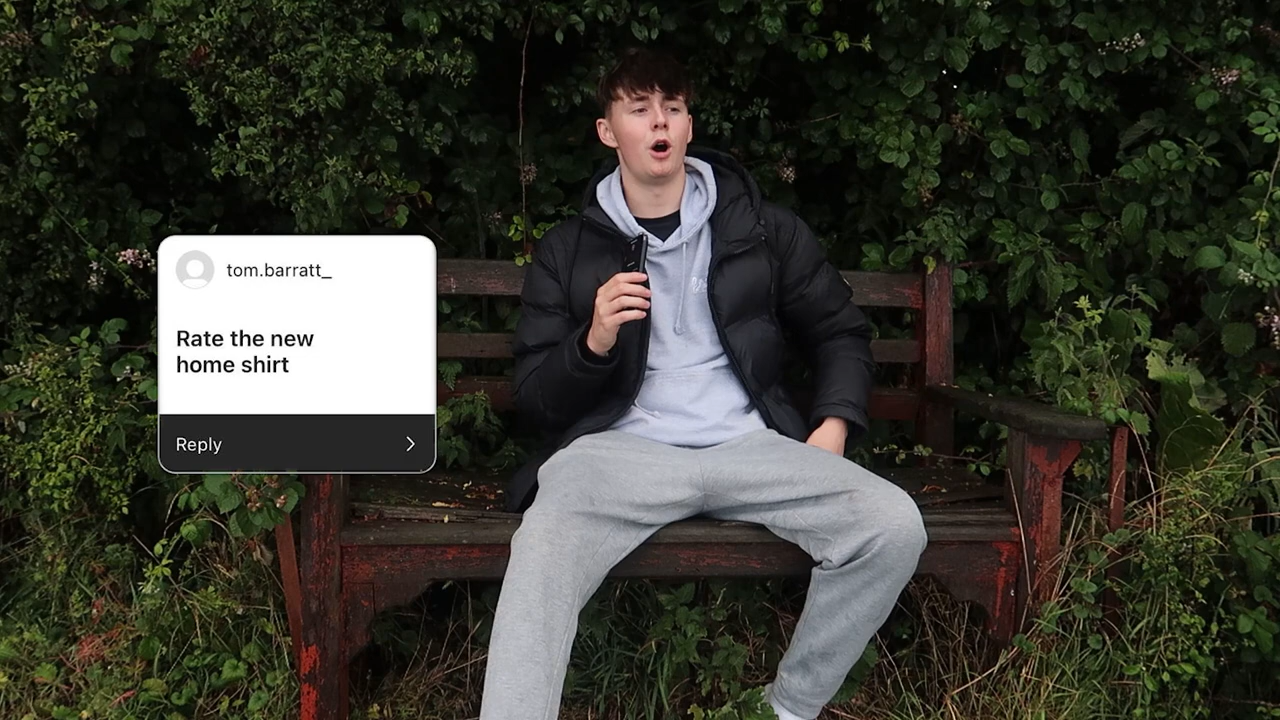 tom.barratt_
Rate the new
home shirt
Reply